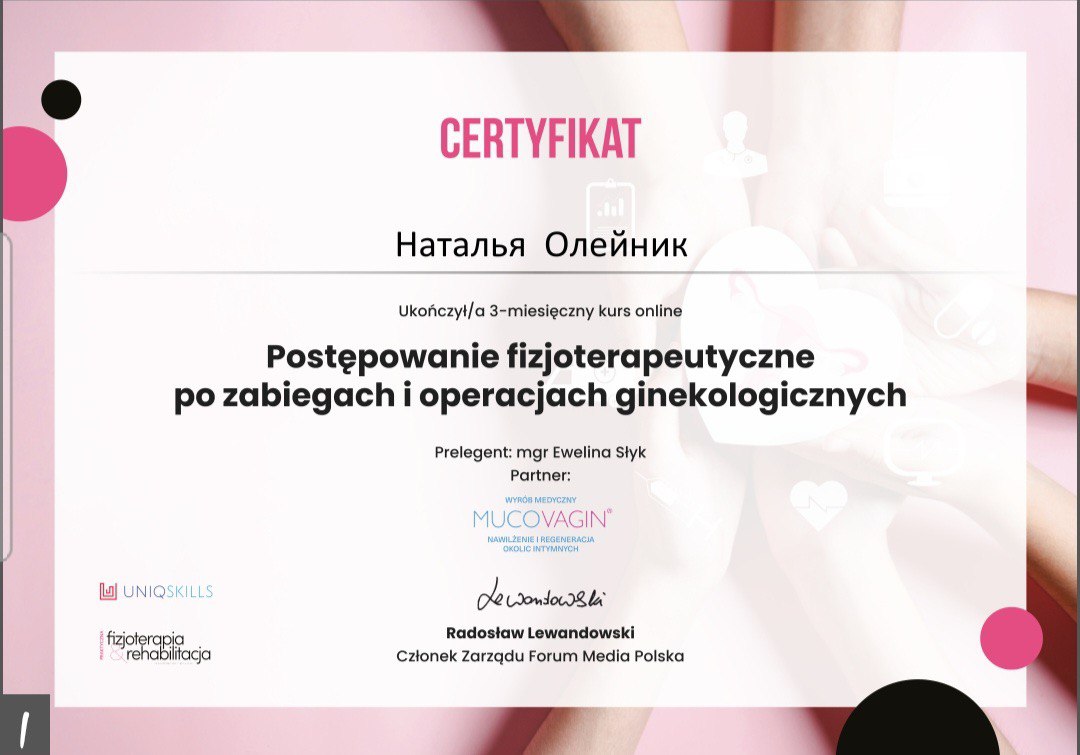 CERTYFIKAT
Наталья Олейник
Ukończył/a 3-miesięczny kurs online
Postępowanie fizjoterapeutyczne
po zabiegach i operacjach ginekologicznych
Prelegent: mgr Ewelina Słyk
Partner:
WYRÓB MEDYCZNY
MUCOVAGIN®
NAWILŻENIE I REGENERACJA
OKOLIC INTYMNYCH
Lewandowski
UNIQSKILLS
PRAKTYCZNA
fizjoterapia
& rehabilitacja
Radosław Lewandowski
Członek Zarządu Forum Media Polska
1